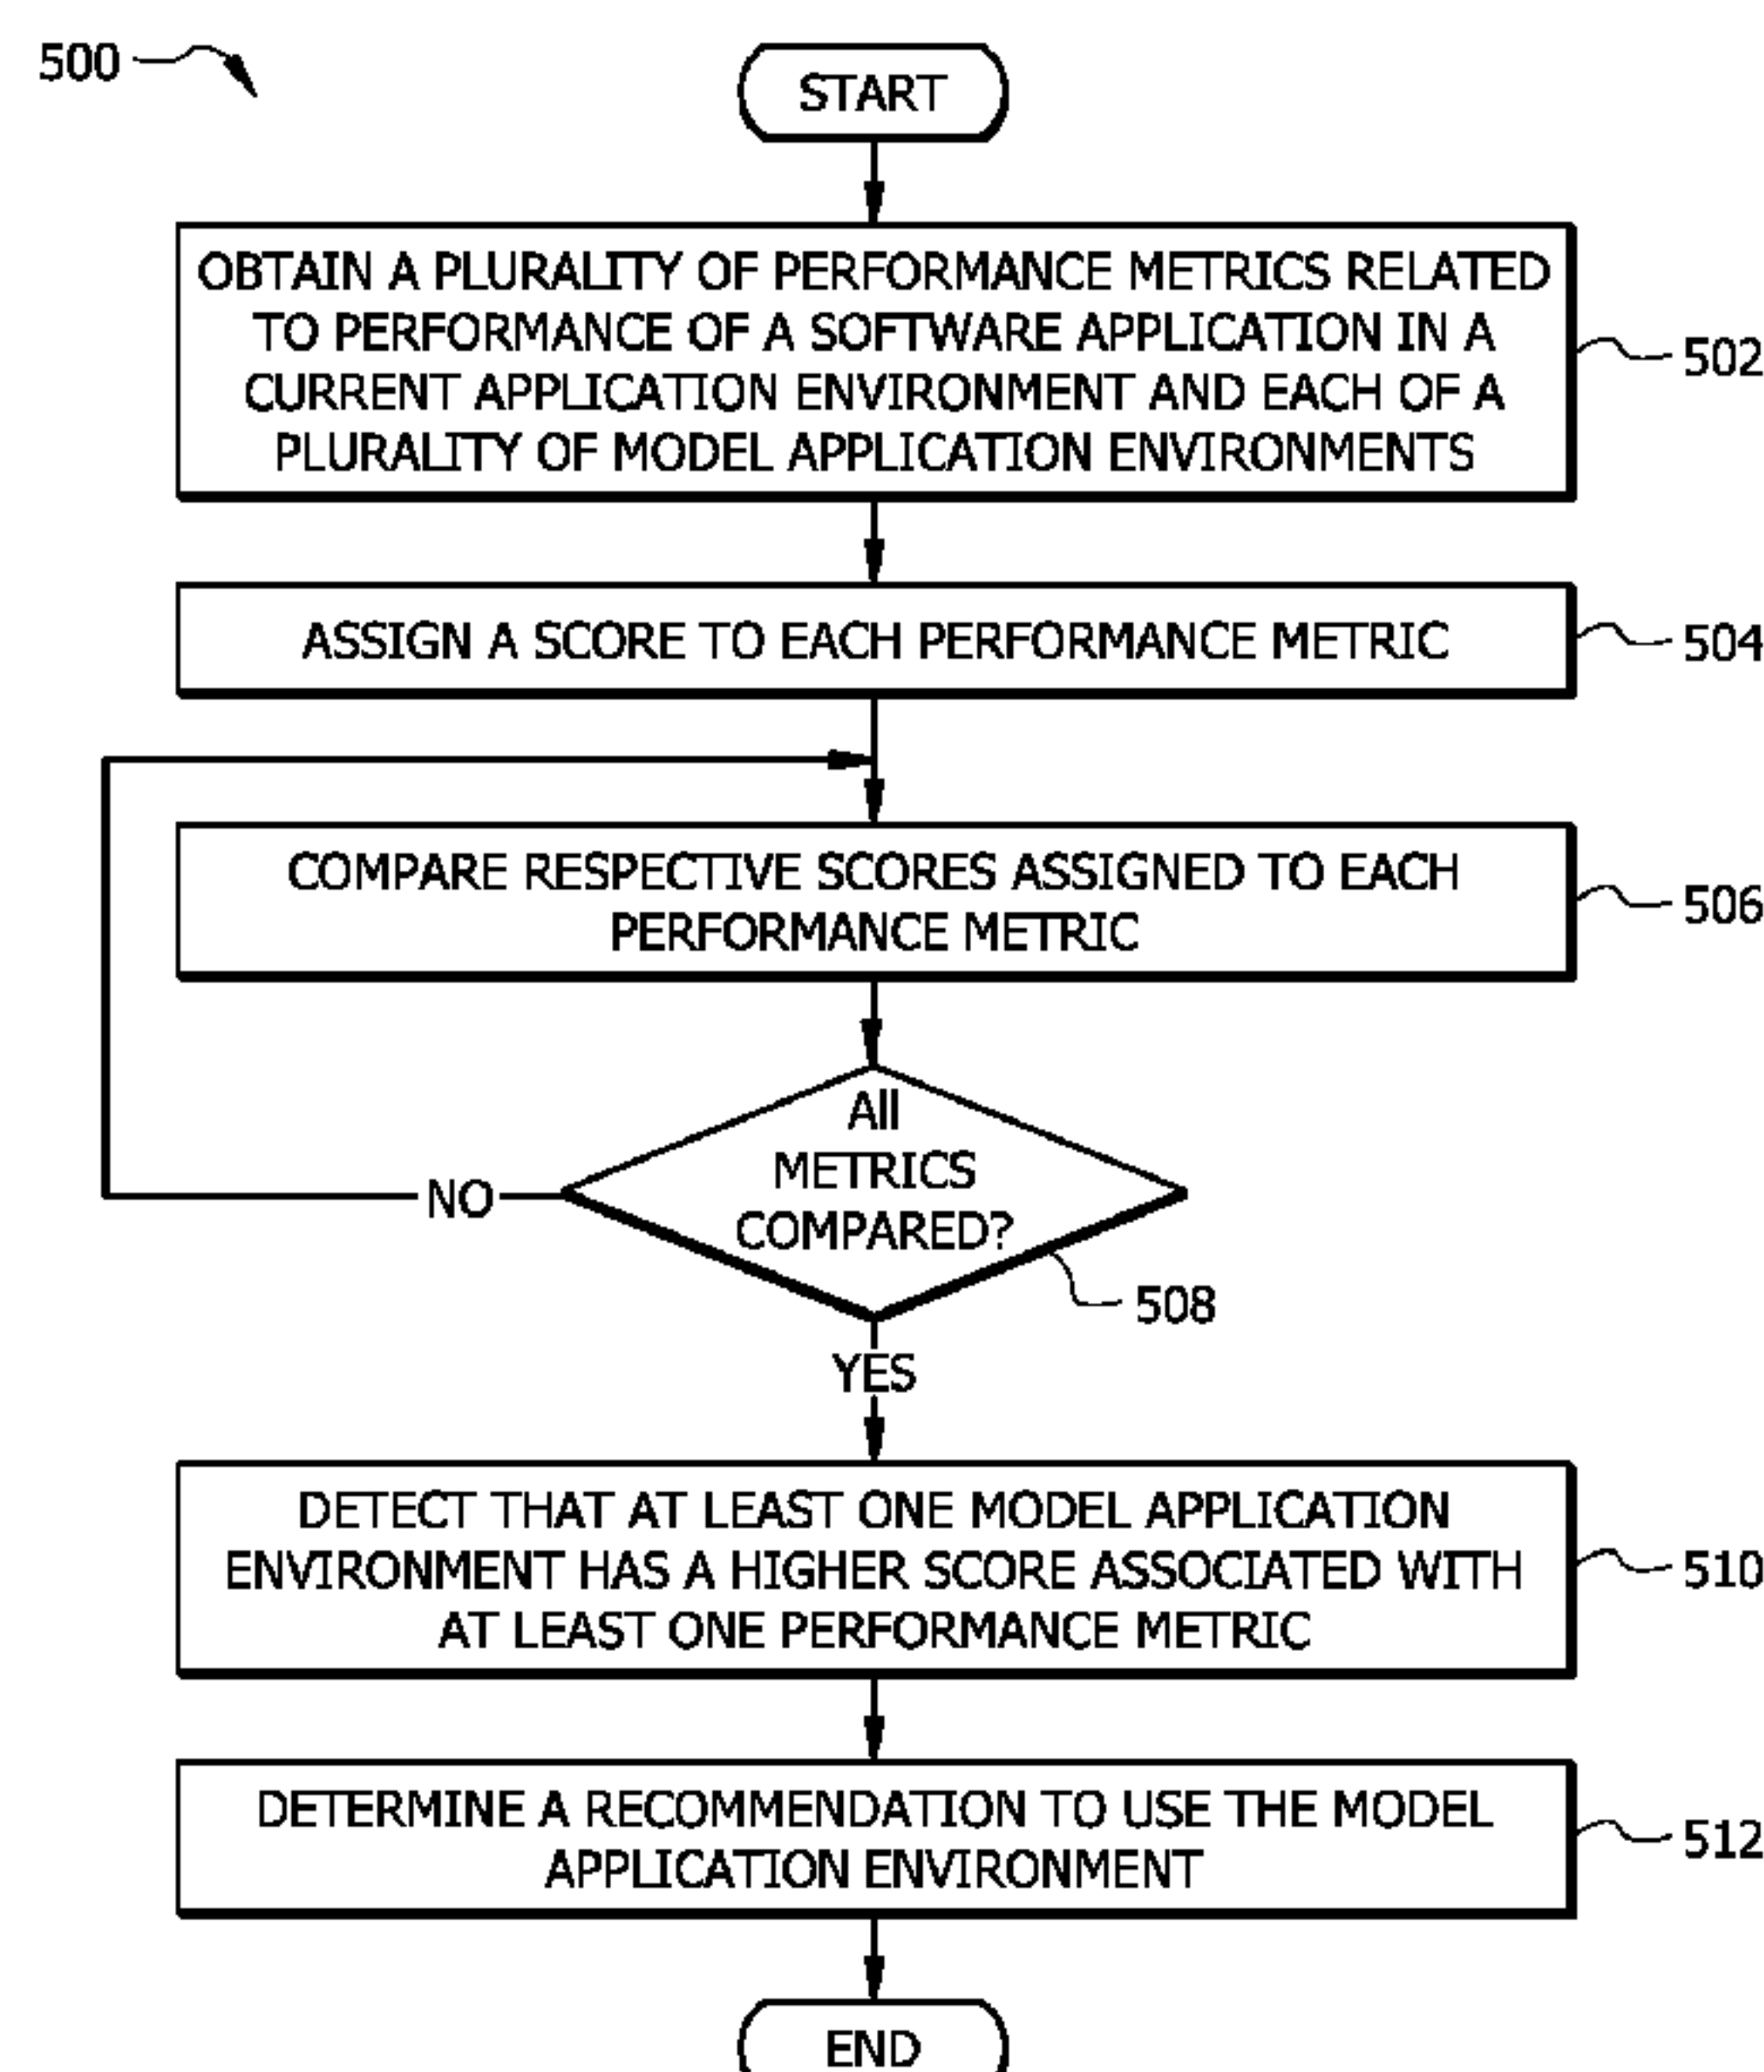 500
START
OBTAIN A PLURALITY OF PERFORMANCE METRICS RELATED
TO PERFORMANCE OF A SOFTWARE APPLICATION IN A
CURRENT APPLICATION ENVIRONMENT AND EACH OF A
PLURALITY OF MODEL APPLICATION ENVIRONMENTS
502
ASSIGN A SCORE TO EACH PERFORMANCE METRIC
504
COMPARE RESPECTIVE SCORES ASSIGNED TO EACH
PERFORMANCE METRIC
506
All
METRICS
COMPARED?
NO
508
YES
DETECT THAT AT LEAST ONE MODEL APPLICATION
ENVIRONMENT HAS A HIGHER SCORE ASSOCIATED WITH
AT LEAST ONE PERFORMANCE METRIC
510
DETERMINE A RECOMMENDATION TO USE THE MODEL
APPLICATION ENVIRONMENT
512
END